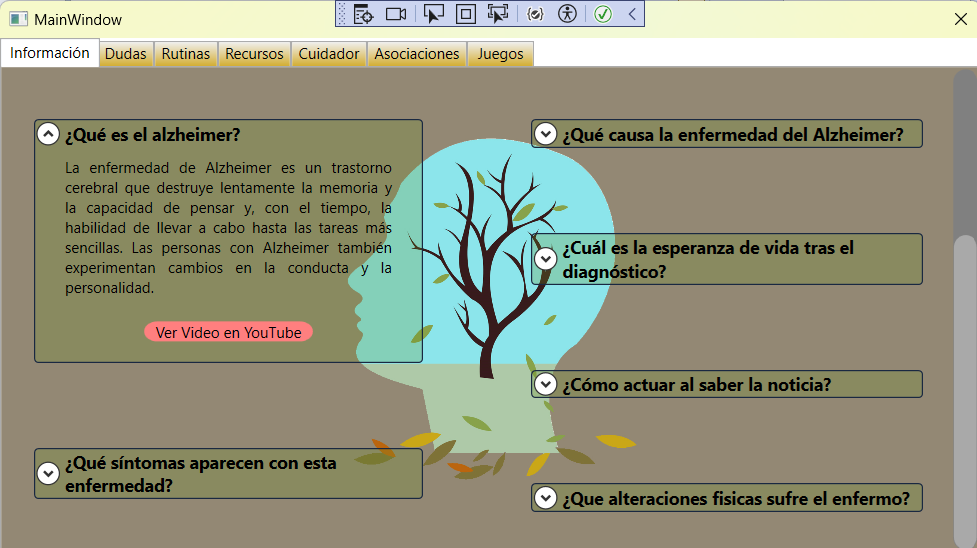 MainWindow
Información
Dudas
Rutinas
Recursos
Cuidador
Asociaciones
Juegos
¿Qué es el alzheimer?
La enfermedad de Alzheimer es un trastorno
cerebral que destruye lentamente la memoria y
la capacidad de pensar y, con el tiempo, la
habilidad de llevar a cabo hasta las tareas más
sencillas. Las personas con Alzheimer también
experimentan cambios en la conducta y la
personalidad.
Ver Video en YouTube
¿Qué síntomas aparecen con esta
enfermedad?
¿Qué causa la enfermedad del Alzheimer?
¿Cuál es la esperanza de vida tras el
diagnóstico?
¿Cómo actuar al saber la noticia?
¿Que alteraciones fisicas sufre el enfermo?